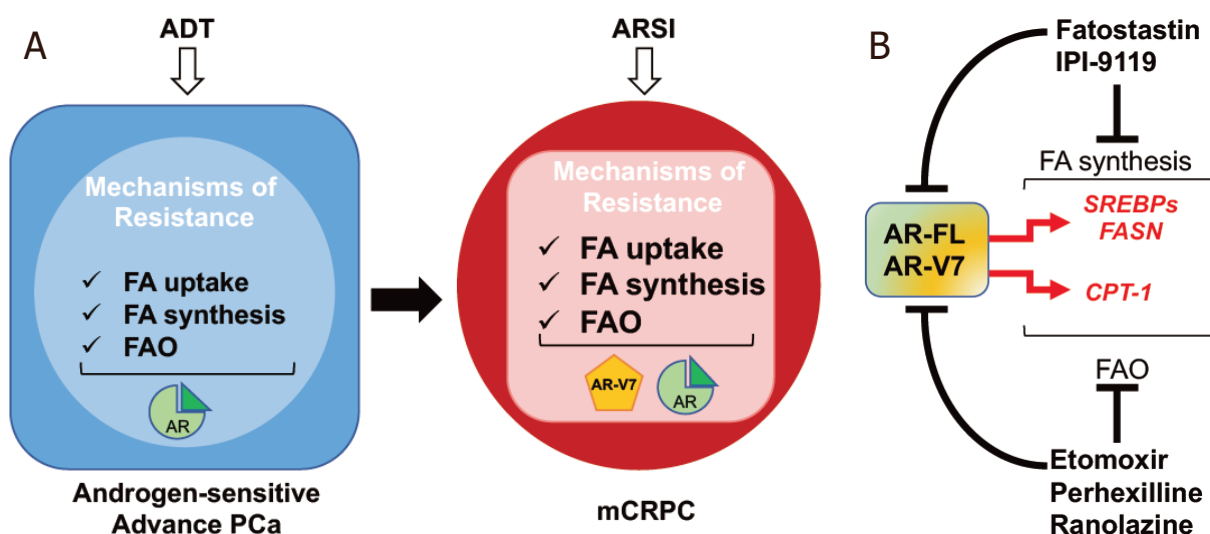 A
ADT
Mechanisms of
Resistance
✓ FA uptake
✓ FA synthesis
✓ FAO
AR
Androgen-sensitive
Advance PCa
ARSI
Mechanisms of
Resistance
✓ FA uptake
✓ FA synthesis
✓ FAO
AR-V7
AR
mCRPC
B
Fatostastin
IPI-9119
FA synthesis
SREBPs
FASN
AR-FL
AR-V7
CPT-1
FAO
Etomoxir
Perhexilline
Ranolazine